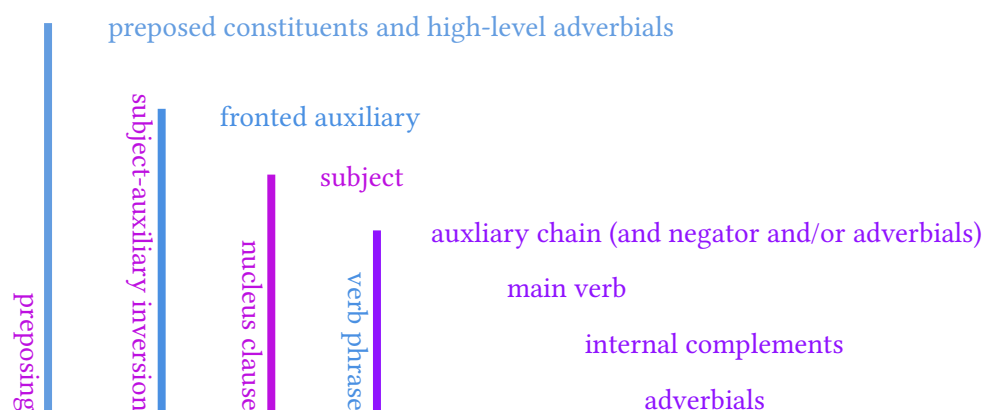 preposed constituents and high-level adverbials
fronted auxiliary
subject
auxliary chain (and negator and/or adverbials)
main verb
internal complements
adverbials
preposing
subject-auxiliary inversion
nucleus clause
verb phrase